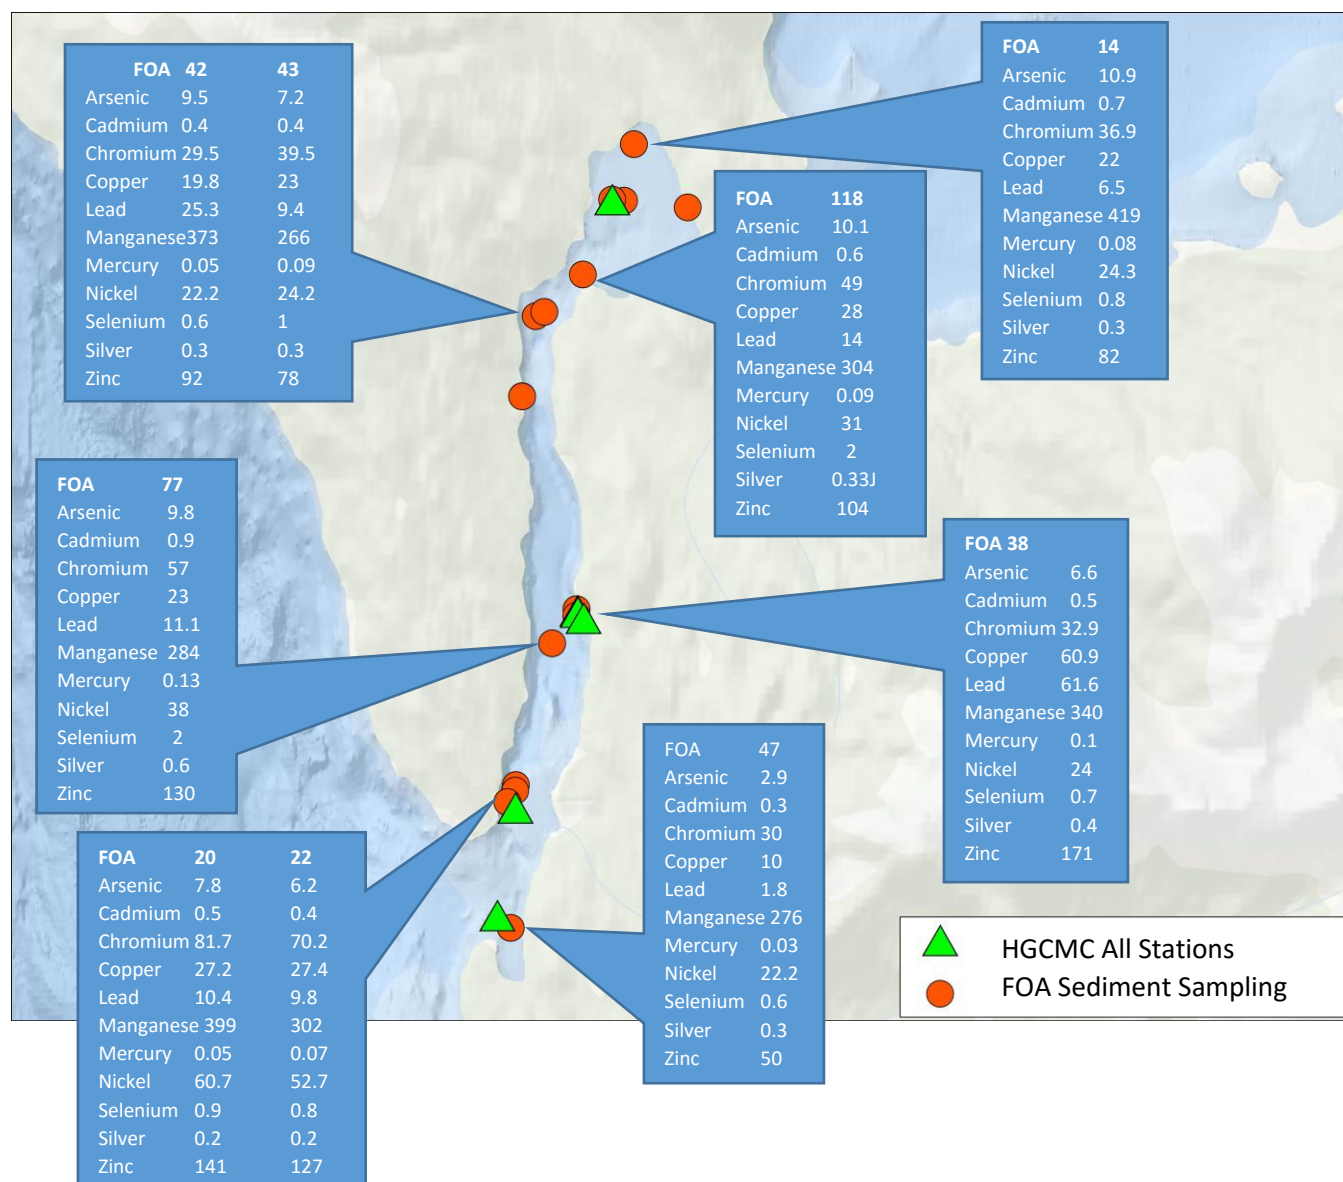 FOA 42 43
Arsenic 9.5 7.2
Cadmium 0.4 0.4
Chromium 29.5 39.5
Copper 19.8 23
Lead 25.3 9.4
Manganese373 266
Mercury 0.05 0.09
Nickel 22.2 24.2
Selenium 0.6 1
Silver 0.3 0.3
Zinc 92 78
FOA 14
Arsenic 10.9
Cadmium 0.7
Chromium 36.9
Copper 22
Lead 6.5
Manganese 419
Mercury 0.08
Nickel 24.3
Selenium 0.8
Silver 0.3
Zinc 82
FOA 118
Arsenic 10.1
Cadmium 0.6
Chromium 49
Copper 28
Lead 14
Manganese 304
Mercury 0.09
Nickel 31
Selenium 2
Silver 0.33J
Zinc 104
FOA 77
Arsenic 9.8
Cadmium 0.9
Chromium 57
Copper 23
Lead 11.1
Manganese 284
Mercury 0.13
Nickel 38
Selenium 2
Silver 0.6
Zinc 130
FOA 38
Arsenic 6.6
Cadmium 0.5
Chromium 32.9
Copper 60.9
Lead 61.6
Manganese 340
Mercury 0.1
Nickel 24
Selenium 0.7
Silver 0.4
Zinc 171
FOA 47
Arsenic 2.9
Cadmium 0.3
Chromium 30
Copper 10
Lead 1.8
Manganese 276
Mercury 0.03
Nickel 22.2
Selenium 0.6
Silver 0.3
Zinc 50
FOA 20 22
Arsenic 7.8 6.2
Cadmium 0.5 0.4
Chromium 81.7 70.2
Copper 27.2 27.4
Lead 10.4 9.8
Manganese 399 302
Mercury 0.05 0.07
Nickel 60.7 52.7
Selenium 0.9 0.8
Silver 0.2 0.2
Zinc 141 127
HGCMC All Stations
FOA Sediment Sampling